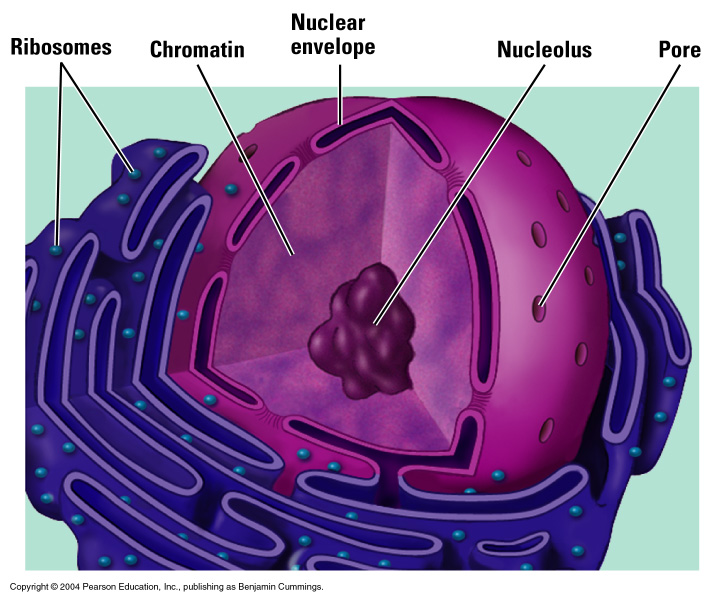 Nuclear
envelope
Ribosomes
Chromatin
Nucleolus
Pore
Copyright © 2004 Pearson Education, Inc., publishing as Benjamin Cummings.